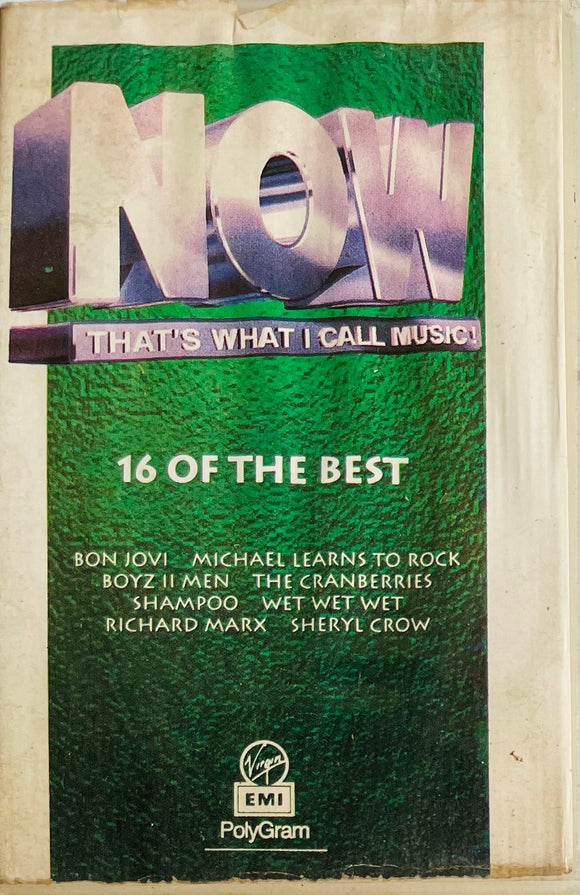 NOW
THAT'S WHAT I CALL MUSIC!
16 OF THE BEST
BON JOVI MICHAEL LEARNS TO ROCK
BOYZ II MEN THE CRANBERRIES
SHAMPOO WET WET WET
RICHARD MARX SHERYL CROW
Virgin
EMI
PolyGram